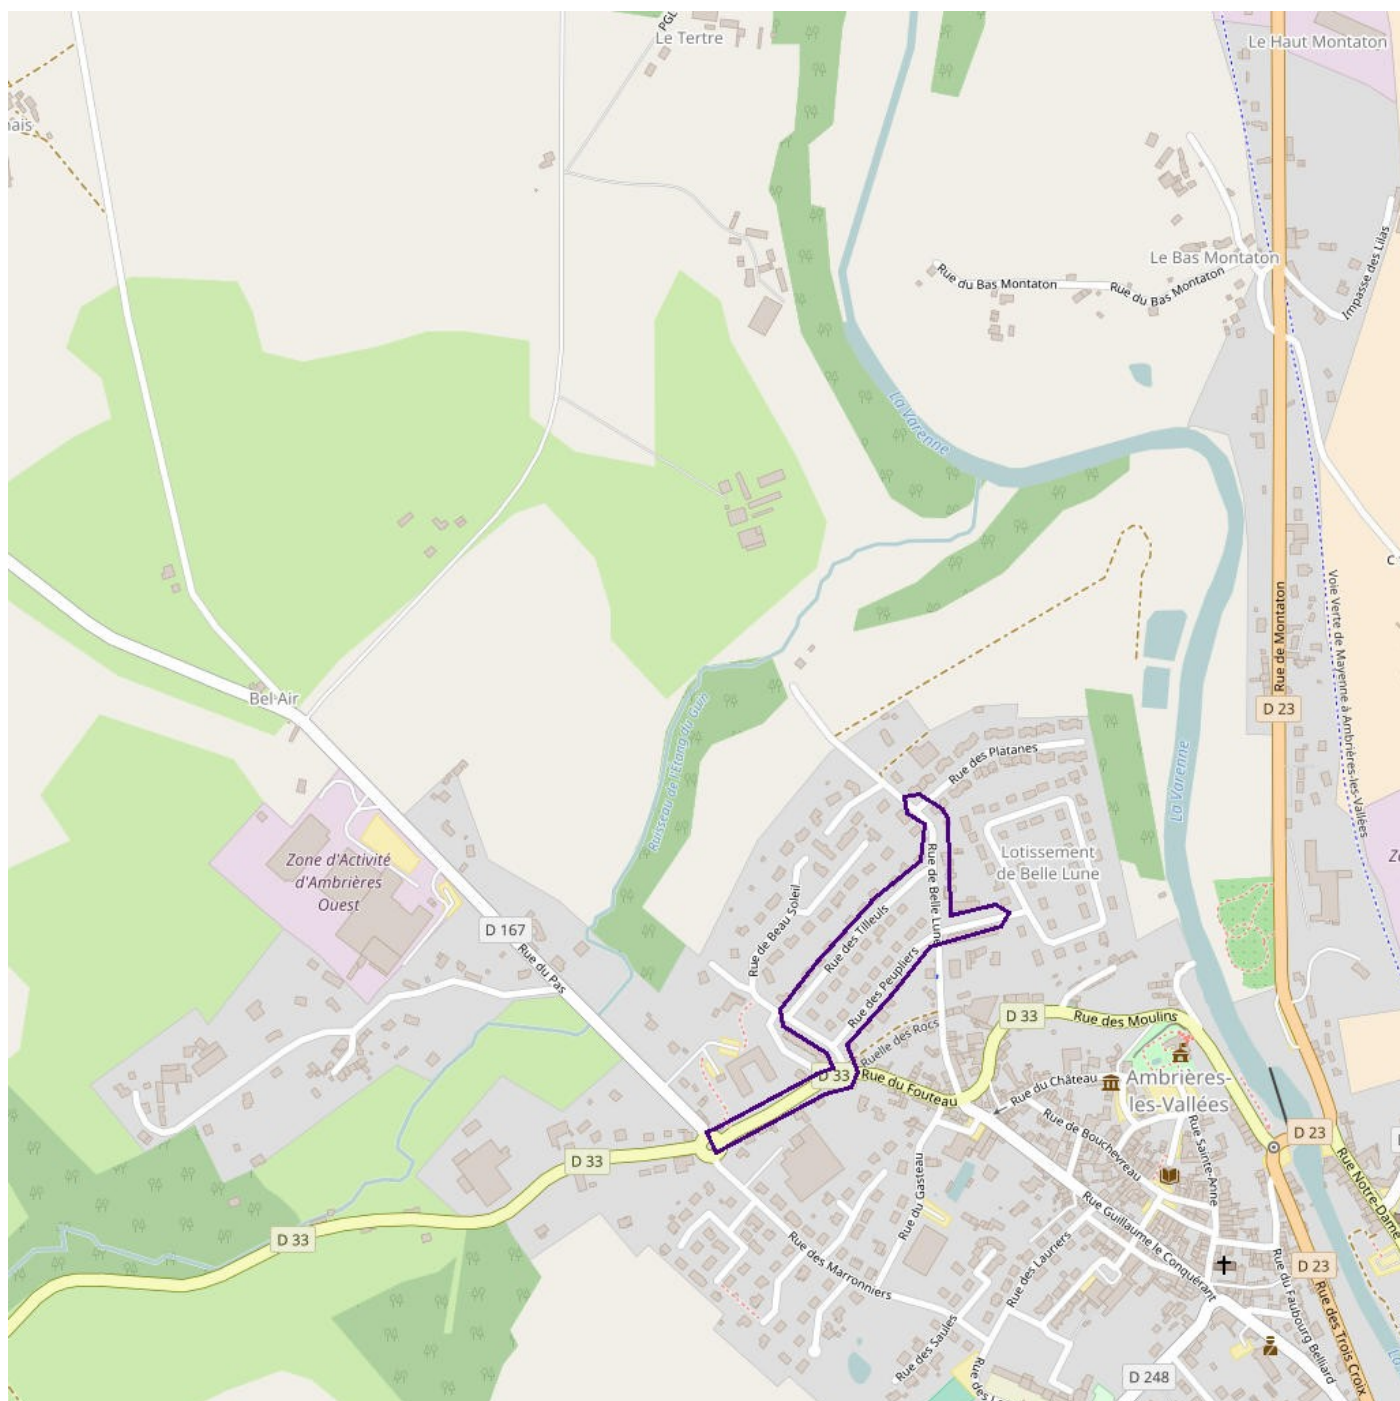 PGL
Le Tertre
Le Haut Montaton
nais
Le Bas Montaton
Impasse des Lilas
Rue du Bas Montaton
Rue du Bas Montaton
La Varenne
C
Rue de Montaton
Voie Verte de Mayenne à Ambrières-les-Vallées
D 23
Bel Air
Ruisseau de l'Étang du Gun
Rue des Platanes
La Varenne
Zone d'Activité
d'Ambrières
Ouest
Lotissement
de Belle Lune
Rue de Belle Lune
Z
Rue de Beau Soleil
Rue des Tilleuls
D 167
Rue du Pas
Rue des Peupliers
D 33
Rue des Moulins
Ruelle des Rocs
D 33
Rue du Fouteau
Rue du Château
Ambrières-
les-Vallées
D 23
D 33
Rue de Bouchevreau
Rue Sainte-Anne
Rue Notre-Dame
Rue du Gasteau
Rue Guillaume le Conquérant
D 33
Rue des Marronniers
Rue des Lauriers
D 23
Rue du Faubourg Belliard
Rue des Trois Croix
Rue des Saules
D 248